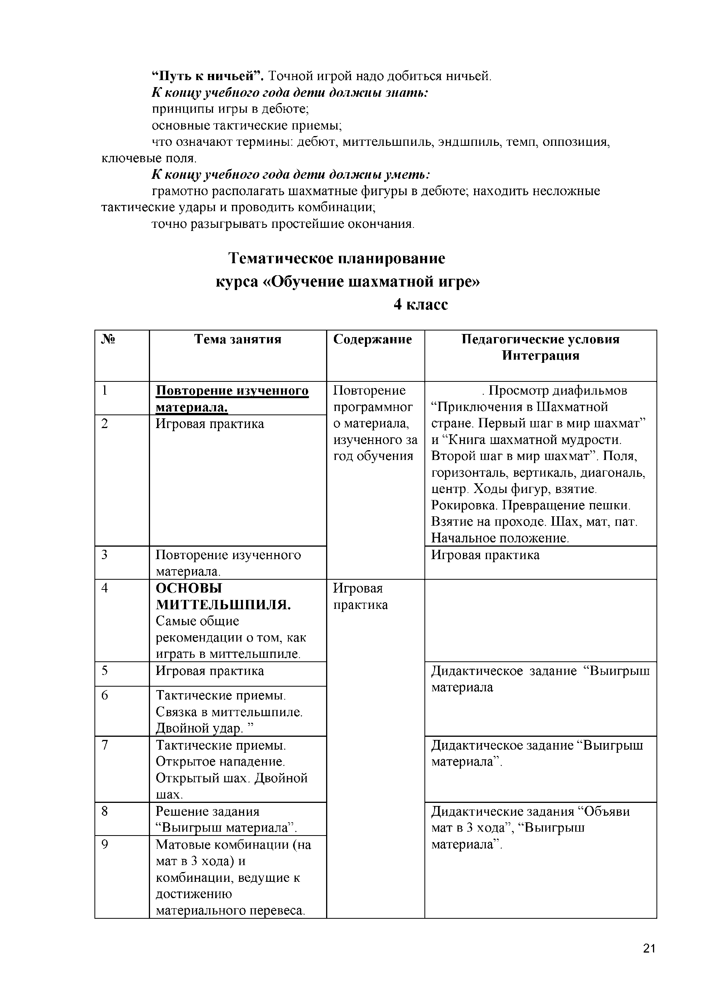 “Путь к ничьей”. Точной игрой надо добиться ничьей.
К концу учебного года дети должны знать:
принципы игры в дебюте;
основные тактические приемы;
что означают термины: дебют, миттельшпиль, эндшпиль, темп, оппозиция,
ключевые поля.
К концу учебного года дети должны уметь:
грамотно располагать шахматные фигуры в дебюте; находить несложные
тактические удары и проводить комбинации;
точно разыгрывать простейшие окончания.
Тематическое планирование
курса «Обучение шахматной игре»
4 класс
№
Тема занятия
Содержание
Педагогические условия
Интеграция
1
Повторение изученного
материала.
Повторение
программног
о материала,
изученного за
год обучения
. Просмотр диафильмов
“Приключения в Шахматной
стране. Первый шаг в мир шахмат”
и “Книга шахматной мудрости.
Второй шаг в мир шахмат”. Поля,
горизонталь, вертикаль, диагональ,
центр. Ходы фигур, взятие.
Рокировка. Превращение пешки.
Взятие на проходе. Шах, мат, пат.
Начальное положение.
2
Игровая практика
3
Повторение изученного
материала.
Игровая практика
4
ОСНОВЫ
МИТТЕЛЬШПИЛЯ.
Самые общие
рекомендации о том, как
играть в миттельшпиле.
Игровая
практика
5
Игровая практика
Дидактическое задание “Выигрыш
материала
6
Тактические приемы.
Связка в миттельшпиле.
Двойной удар. ”
7
Тактические приемы.
Открытое нападение.
Открытый шах. Двойной
шах.
Дидактическое задание “Выигрыш
материала”.
8
Решение задания
“Выигрыш материала”.
Дидактические задания “Объяви
мат в 3 хода”, “Выигрыш
материала”.
9
Матовые комбинации (на
мат в 3 хода) и
комбинации, ведущие к
достижению
материального перевеса.
21